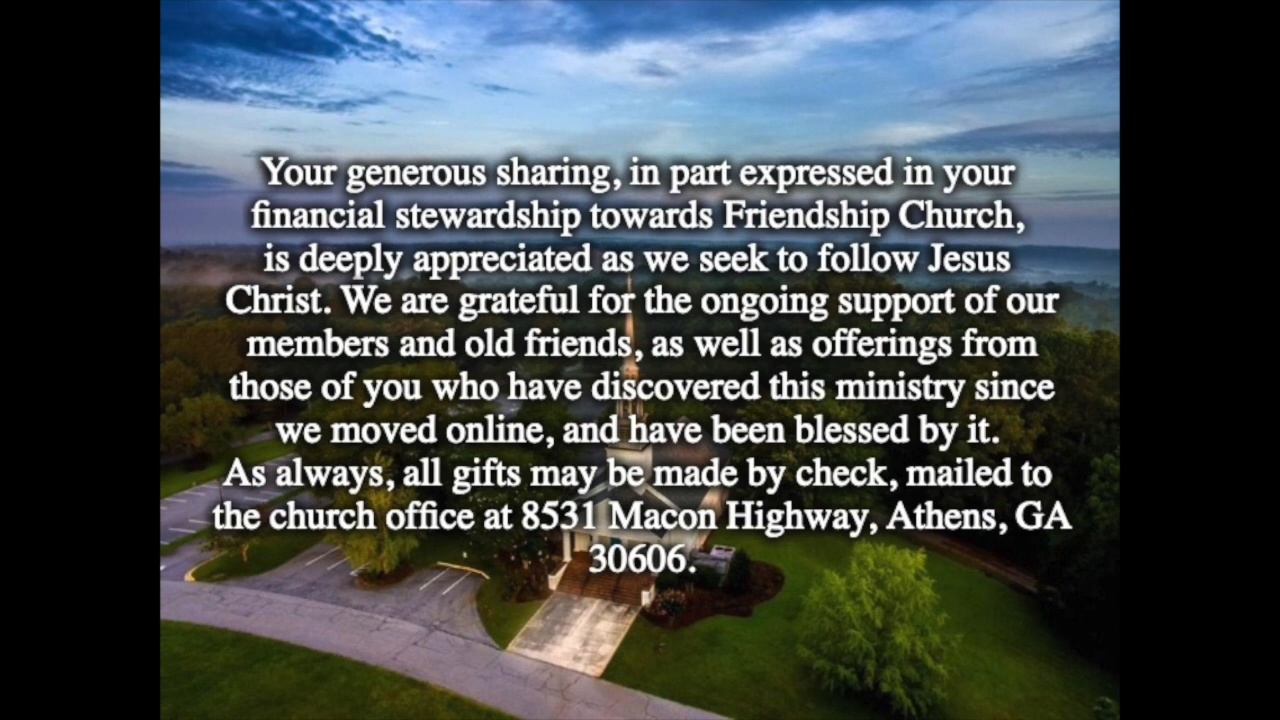 Your generous sharing, in part expressed in your
financial stewardship towards Friendship Church,
is deeply appreciated as we seek to follow Jesus
Christ. We are grateful for the ongoing support of our
members and old friends, as well as offerings from
those of you who have discovered this ministry since
we moved online, and have been blessed by it.
As always, all gifts may be made by check, mailed to
the church office at 8531 Macon Highway, Athens, GA
30606.